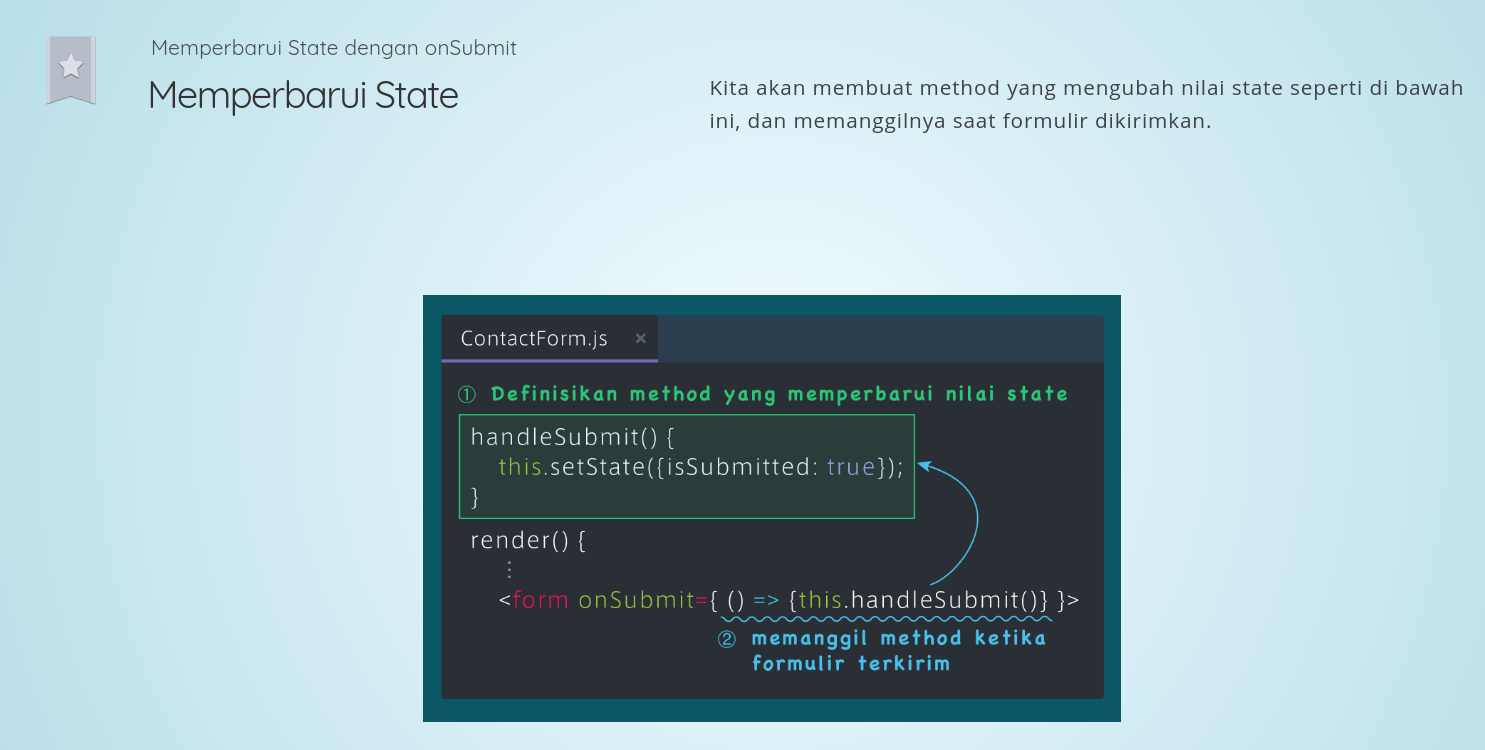 Memperbarui State dengan onSubmit
Memperbarui State
Kita akan membuat method yang mengubah nilai state seperti di bawah
ini, dan memanggilnya saat formulir dikirimkan.
ContactForm.js ×
① Definisikan method yang memperbarui nilai state
handleSubmit() {
this.setState({isSubmitted: true});
}
render() {
⋮
<form onSubmit={ () => {this.handleSubmit()} }>
② memanggil method ketika
formulir terkirim